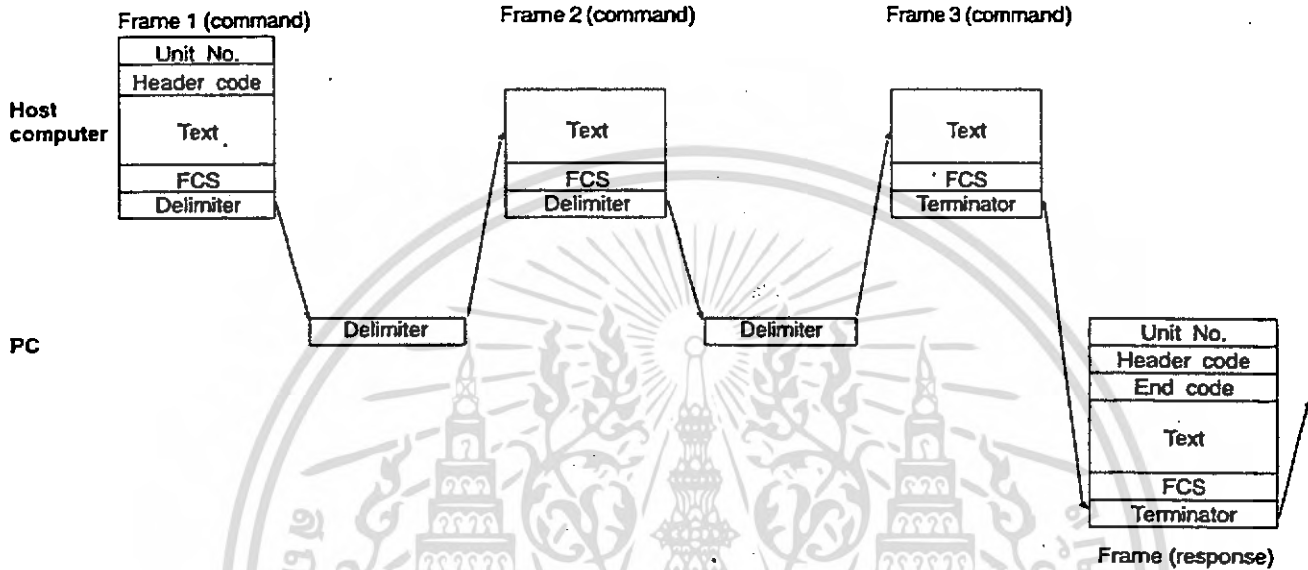 Frame 1 (command)
Frame 2 (command)
Frame 3 (command)
Host computer
Unit No.
Header code
Text
FCS
Delimiter
Text
FCS
Delimiter
Text
FCS
Terminator
PC
Delimiter
Delimiter
Unit No.
Header code
End code
Text
FCS
Terminator
Frame (response)